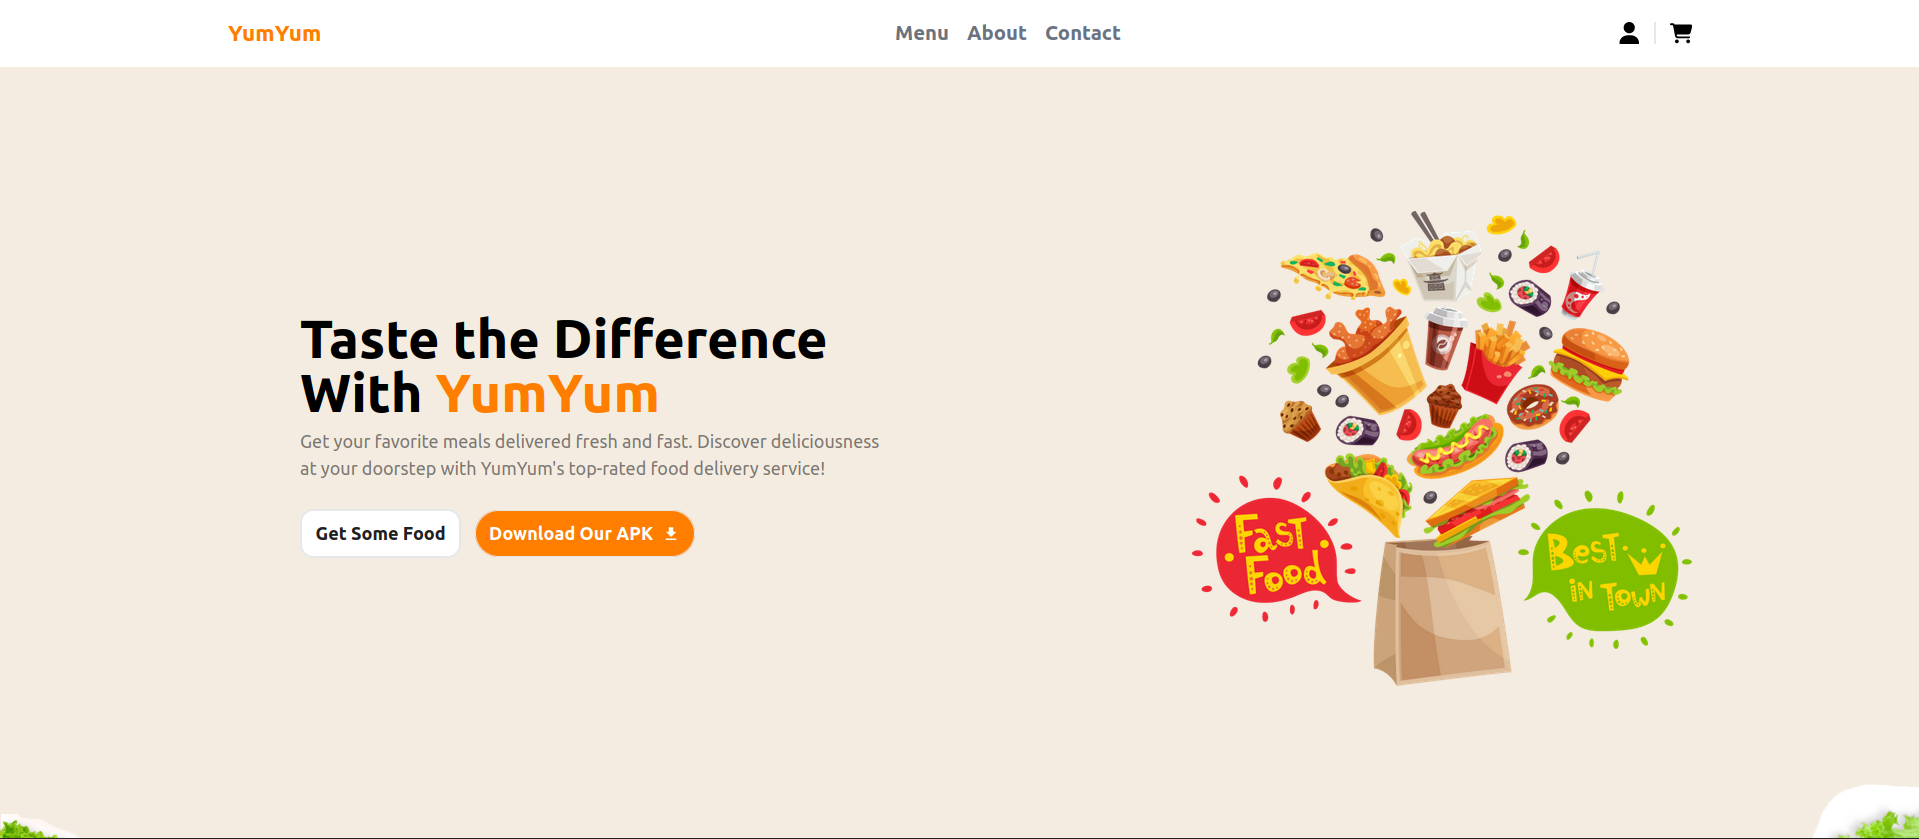 YumYum
Menu About Contact
Taste the Difference
With YumYum
Get your favorite meals delivered fresh and fast. Discover deliciousness
at your doorstep with YumYum's top-rated food delivery service!
Get Some Food
Download Our APK
FAST
FOOD
BEST
IN TOWN